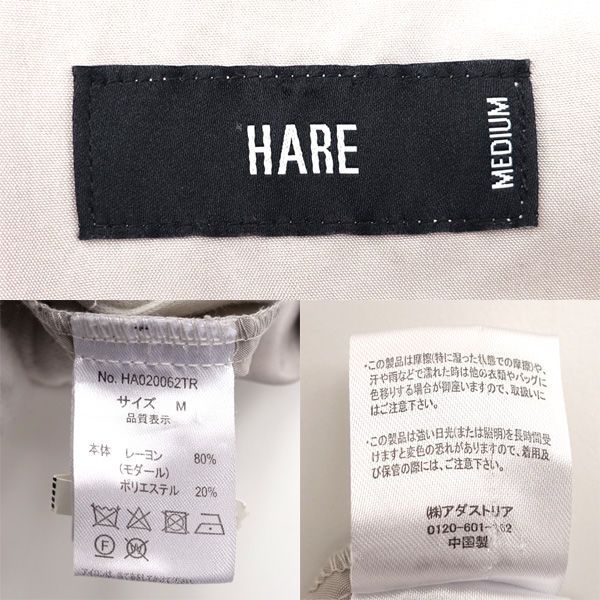 HARE
MEDIUM
No. HA020062TR
サイズ M
品質表示
本体 レーヨン 80%
(モダール)
ポリエステル 20%
P W
・この製品は摩擦(特に湿った状態での摩擦)や、
汗や雨などで濡れた時は他の衣類やバッグに
色移りする場合が御座いますので、取扱いに
はご注意下さい。
・この製品は強い日光(または照明)を長時間受
けますと変色の恐れがありますので、着用及
び保管の際には、ご注意下さい。
(株)アダストリア
0120-601-162
中国製